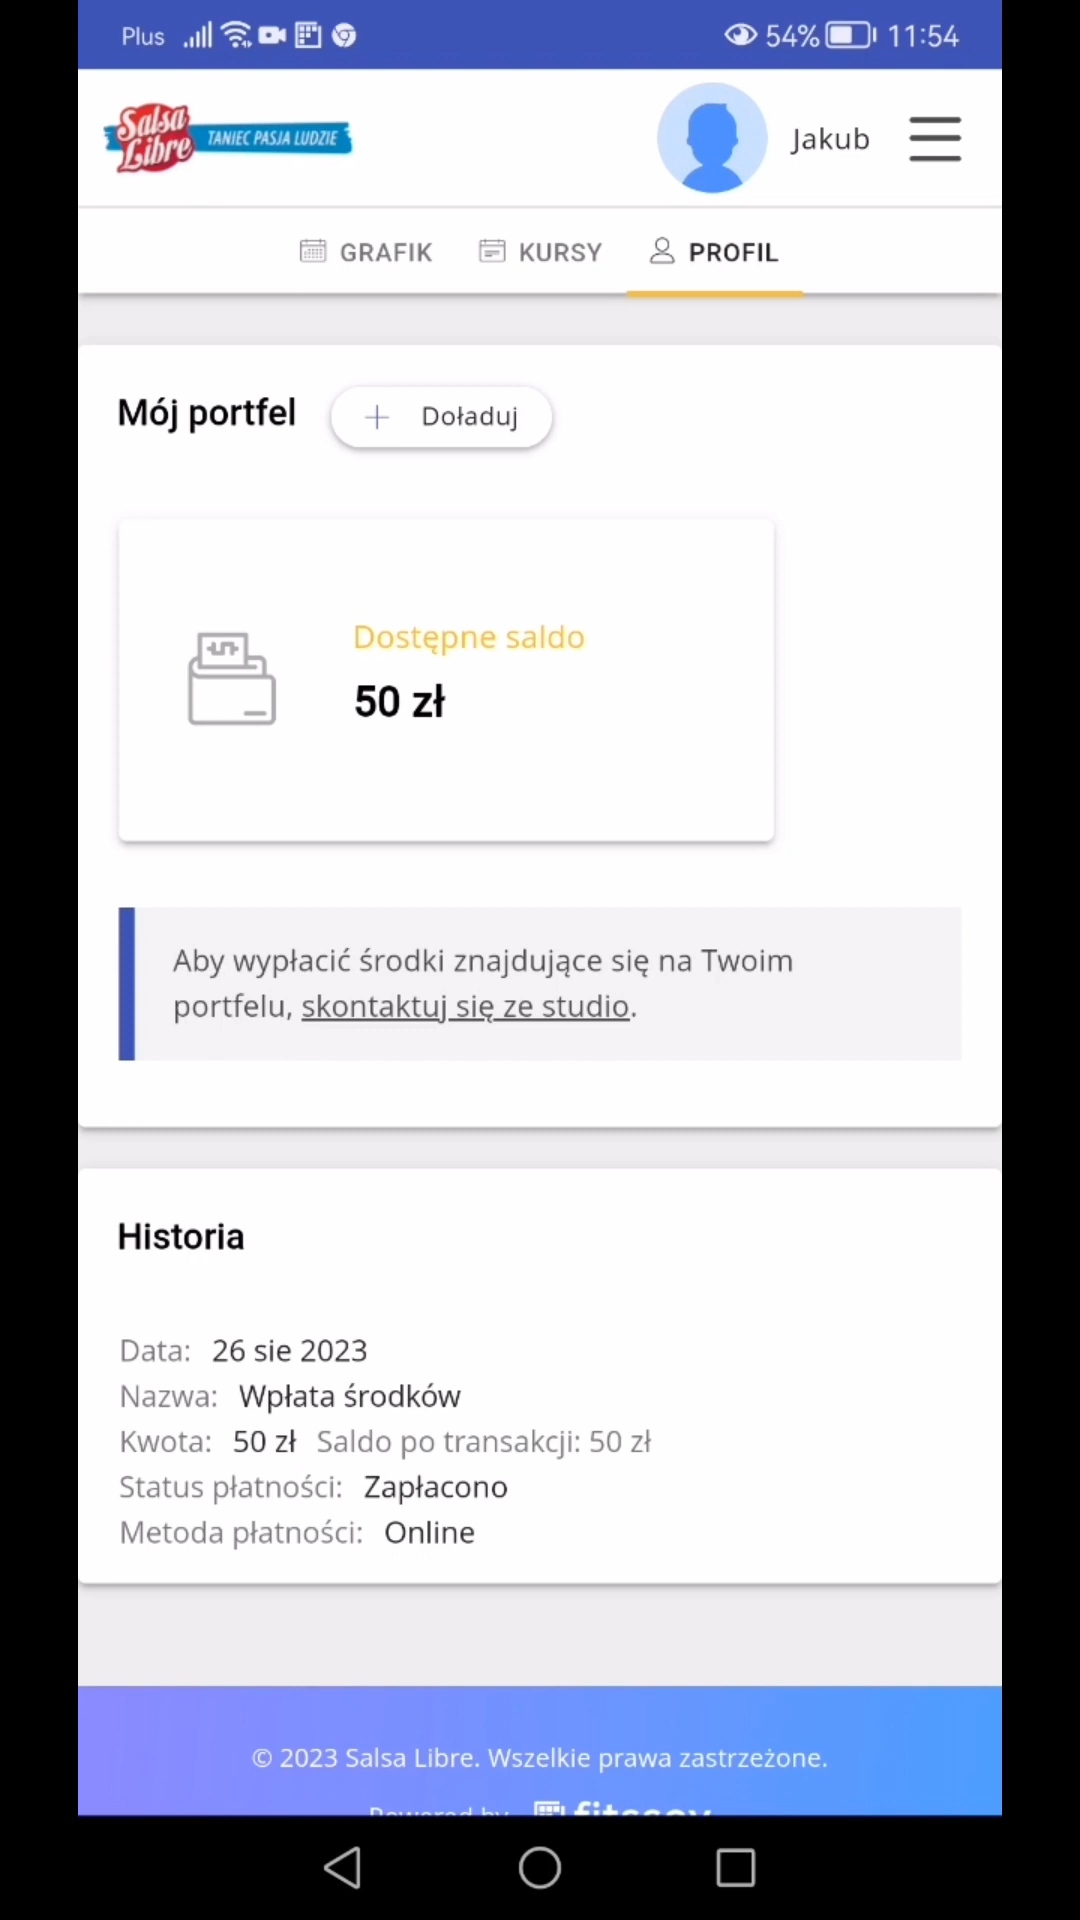 Plus 54% 11:54
Salsa Libre TANIEC PASJA LUDZIE
Jakub
GRAFIK KURSY PROFIL
Mój portfel + Doładuj
Dostępne saldo
50 zł
Aby wypłacić środki znajdujące się na Twoim
portfelu, skontaktuj się ze studio.
Historia
Data: 26 sie 2023
Nazwa: Wpłata środków
Kwota: 50 zł Saldo po transakcji: 50 zł
Status płatności: Zapłacono
Metoda płatności: Online
© 2023 Salsa Libre. Wszelkie prawa zastrzeżone.
Powered by